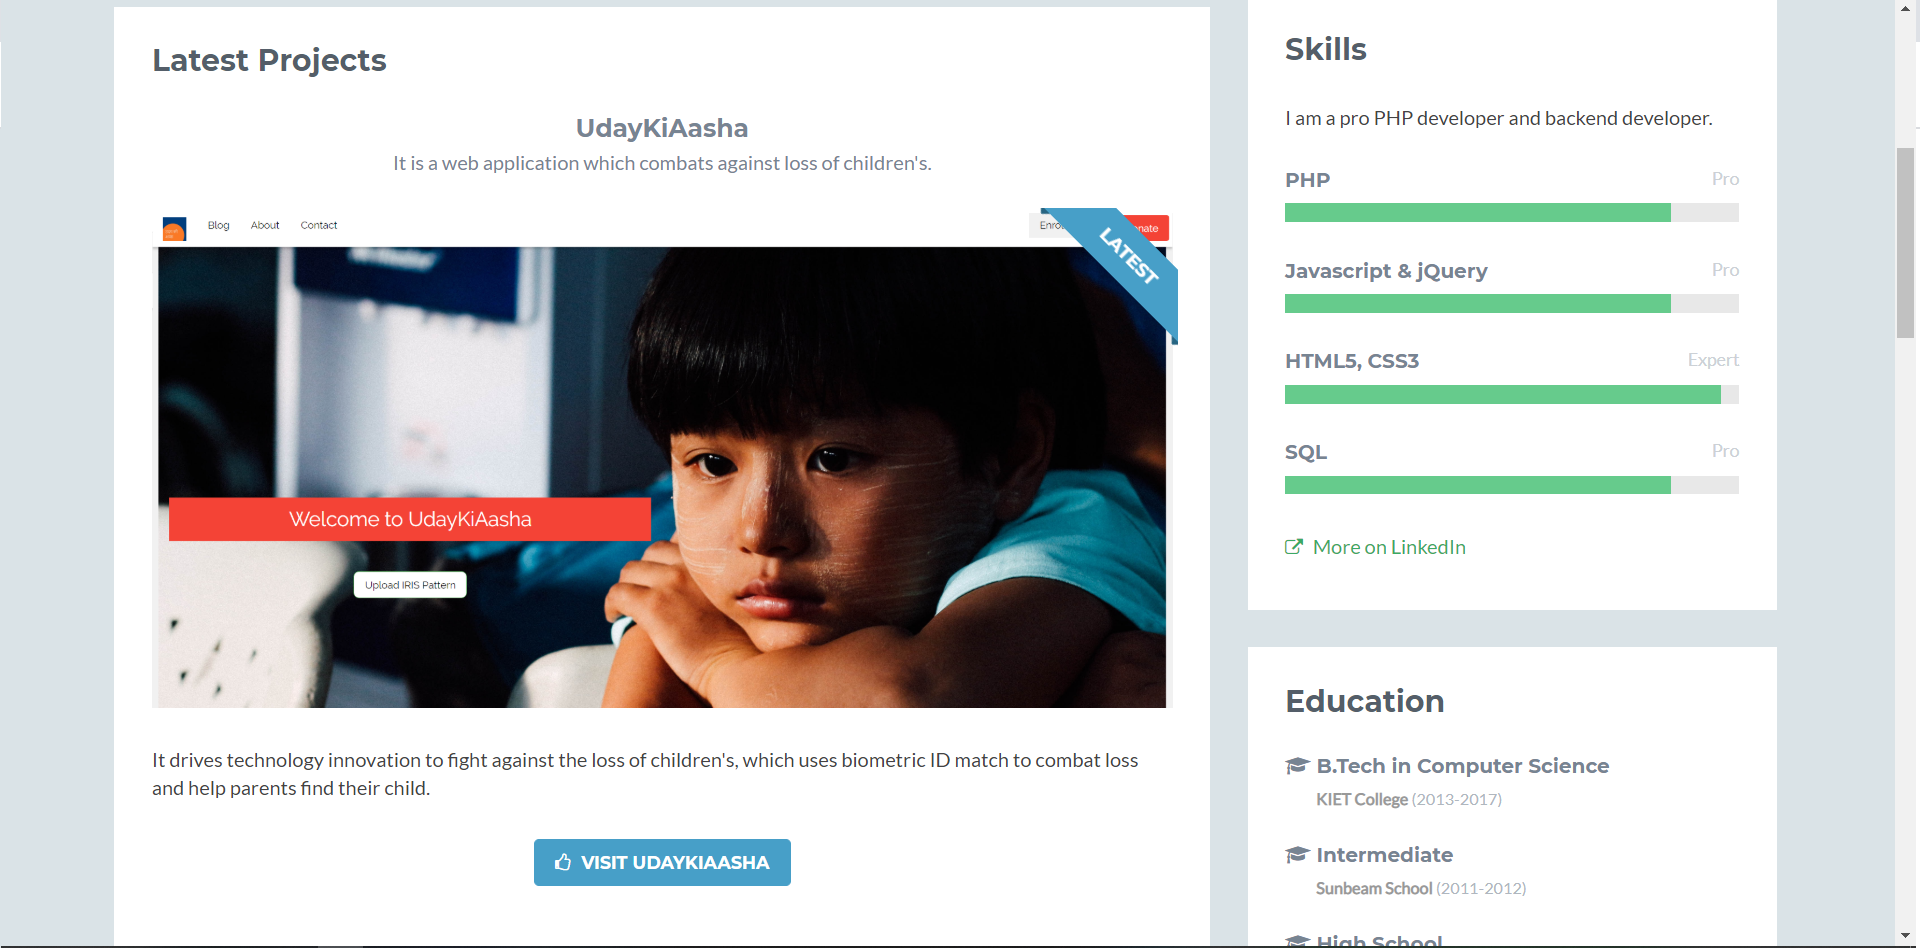 Latest Projects
UdayKiAasha
It is a web application which combats against loss of children's.
Blog About Contact
LATEST
Welcome to UdayKiAasha
Upload IRIS Pattern
It drives technology innovation to fight against the loss of children's, which uses biometric ID match to combat loss
and help parents find their child.
VISIT UDAYKIAASHA
Skills
I am a pro PHP developer and backend developer.
PHP Pro
Javascript & jQuery Pro
HTML5, CSS3 Expert
SQL Pro
More on LinkedIn
Education
B.Tech in Computer Science
KIET College (2013-2017)
Intermediate
Sunbeam School (2011-2012)
High School